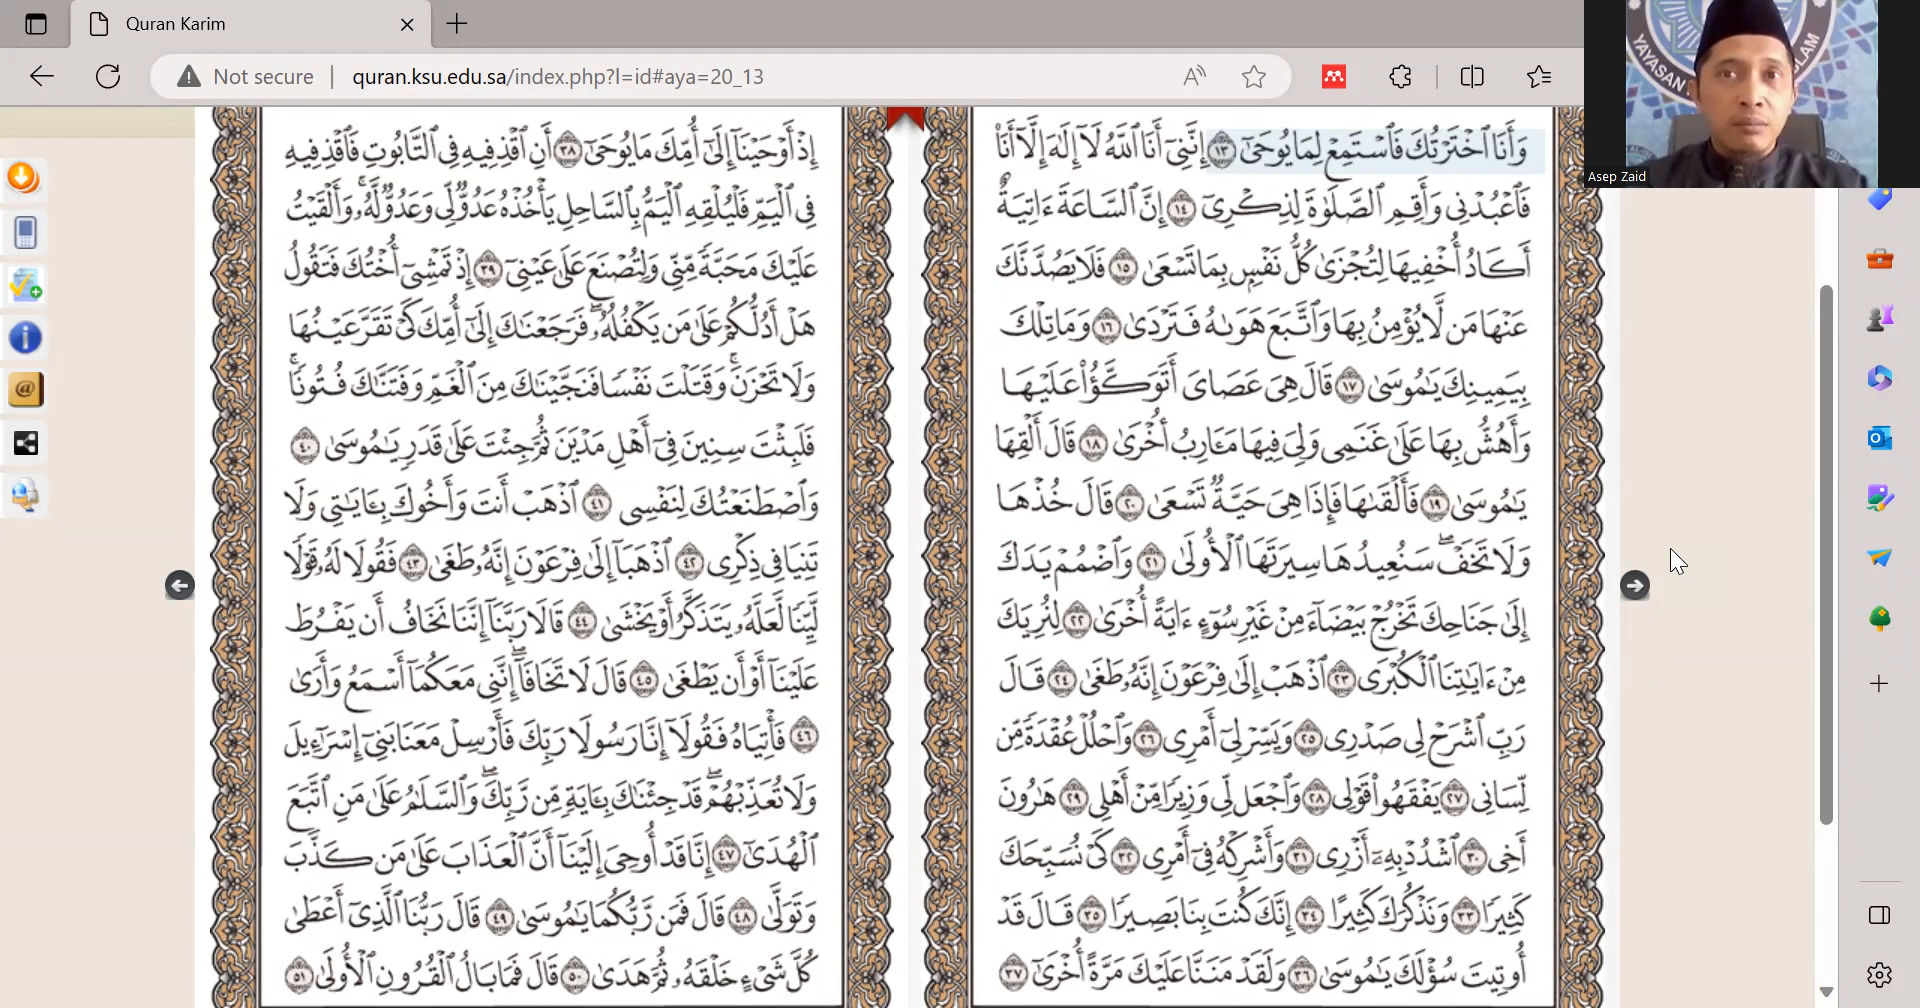 Quran Karim
Not secure
quran.ksu.edu.sa/index.php?l=id#aya=20_13
YAYASAN
ISLAM
Asep Zaid
وَأَنَا ٱخْتَرْتُكَ فَٱسْتَمِعْ لِمَا يُوحَىٰٓ ١٣ إِنَّنِىٓ أَنَا ٱللَّهُ لَآ إِلَٰهَ إِلَّآ أَنَا۠
فَٱعْبُدْنِى وَأَقِمِ ٱلصَّلَوٰةَ لِذِكْرِىٓ ١٤ إِنَّ ٱلسَّاعَةَ ءَاتِيَةٌ
أَكَادُ أُخْفِيهَا لِتُجْزَىٰ كُلُّ نَفْسٍۭ بِمَا تَسْعَىٰ ١٥ فَلَا يَصُدَّنَّكَ
عَنْهَا مَن لَّا يُؤْمِنُ بِهَا وَٱتَّبَعَ هَوَىٰهُ فَتَرْدَىٰ ١٦ وَمَا تِلْكَ
بِيَمِينِكَ يَٰمُوسَىٰ ١٧ قَالَ هِىَ عَصَاىَ أَتَوَكَّؤُا۟ عَلَيْهَا
وَأَهُشُّ بِهَا عَلَىٰ غَنَمِى وَلِىَ فِيهَا مَـَٔارِبُ أُخْرَىٰ ١٨ قَالَ أَلْقِهَا
يَٰمُوسَىٰ ١٩ فَأَلْقَىٰهَا فَإِذَا هِىَ حَيَّةٌ تَسْعَىٰ ٢٠ قَالَ خُذْهَا
وَلَا تَخَفْ ۖ سَنُعِيدُهَا سِيرَتَهَا ٱلْأُولَىٰ ٢١ وَٱضْمُمْ يَدَكَ
إِلَىٰ جَنَاحِكَ تَخْرُجْ بَيْضَآءَ مِنْ غَيْرِ سُوٓءٍ ءَايَةً أُخْرَىٰ ٢٢ لِنُرِيَكَ
مِنْ ءَايَٰتِنَا ٱلْكُبْرَى ٢٣ ٱذْهَبْ إِلَىٰ فِرْعَوْنَ إِنَّهُۥ طَغَىٰ ٢٤ قَالَ
رَبِّ ٱشْرَحْ لِى صَدْرِى ٢٥ وَيَسِّرْ لِىٓ أَمْرِى ٢٦ وَٱحْلُلْ عُقْدَةً مِّن
لِّسَانِى ٢٧ يَفْقَهُوا۟ قَوْلِى ٢٨ وَٱجْعَل لِّى وَزِيرًا مِّنْ أَهْلِى ٢٩ هَٰرُونَ
أَخِى ٣٠ ٱشْدُدْ بِهِۦٓ أَزْرِى ٣١ وَأَشْرِكْهُ فِىٓ أَمْرِى ٣٢ كَىْ نُسَبِّحَكَ
كَثِيرًا ٣٣ وَنَذْكُرَكَ كَثِيرًا ٣٤ إِنَّكَ كُنتَ بِنَا بَصِيرًا ٣٥ قَالَ قَدْ
أُوتِيتَ سُؤْلَكَ يَٰمُوسَىٰ ٣٦ وَلَقَدْ مَنَنَّا عَلَيْكَ مَرَّةً أُخْرَىٰٓ ٣٧
إِذْ أَوْحَيْنَآ إِلَىٰٓ أُمِّكَ مَا يُوحَىٰٓ ٣٨ أَنِ ٱقْذِفِيهِ فِى ٱلتَّابُوتِ فَٱقْذِفِيهِ
فِى ٱلْيَمِّ فَلْيُلْقِهِ ٱلْيَمُّ بِٱلسَّاحِلِ يَأْخُذْهُ عَدُوٌّ لِّى وَعَدُوٌّ لَّهُۥ ۚ وَأَلْقَيْتُ
عَلَيْكَ مَحَبَّةً مِّنِّى وَلِتُصْنَعَ عَلَىٰ عَيْنِىٓ ٣٩ إِذْ تَمْشِىٓ أُخْتُكَ فَتَقُولُ
هَلْ أَدُلُّكُمْ عَلَىٰ مَن يَكْفُلُهُۥ ۖ فَرَجَعْنَٰكَ إِلَىٰٓ أُمِّكَ كَىْ تَقَرَّ عَيْنُهَا
وَلَا تَحْزَنَ ۚ وَقَتَلْتَ نَفْسًا فَنَجَّيْنَٰكَ مِنَ ٱلْغَمِّ وَفَتَنَّٰكَ فُتُونًا ۚ
فَلَبِثْتَ سِنِينَ فِىٓ أَهْلِ مَدْيَنَ ثُمَّ جِئْتَ عَلَىٰ قَدَرٍ يَٰمُوسَىٰ ٤٠
وَٱصْطَنَعْتُكَ لِنَفْسِى ٤١ ٱذْهَبْ أَنتَ وَأَخُوكَ بِـَٔايَٰتِى وَلَا
تَنِيَا فِى ذِكْرِى ٤٢ ٱذْهَبَآ إِلَىٰ فِرْعَوْنَ إِنَّهُۥ طَغَىٰ ٤٣ فَقُولَا لَهُۥ قَوْلًا
لَّيِّنًا لَّعَلَّهُۥ يَتَذَكَّرُ أَوْ يَخْشَىٰ ٤٤ قَالَا رَبَّنَآ إِنَّنَا نَخَافُ أَن يَفْرُطَ
عَلَيْنَآ أَوْ أَن يَطْغَىٰ ٤٥ قَالَ لَا تَخَافَآ ۖ إِنَّنِى مَعَكُمَآ أَسْمَعُ وَأَرَىٰ
٤٦ فَأْتِيَاهُ فَقُولَآ إِنَّا رَسُولَا رَبِّكَ فَأَرْسِلْ مَعَنَا بَنِىٓ إِسْرَٰٓءِيلَ
وَلَا تُعَذِّبْهُمْ ۖ قَدْ جِئْنَٰكَ بِـَٔايَةٍ مِّن رَّبِّكَ ۖ وَٱلسَّلَٰمُ عَلَىٰ مَنِ ٱتَّبَعَ
ٱلْهُدَىٰٓ ٤٧ إِنَّا قَدْ أُوحِىَ إِلَيْنَآ أَنَّ ٱلْعَذَابَ عَلَىٰ مَن كَذَّبَ
وَتَوَلَّىٰ ٤٨ قَالَ فَمَن رَّبُّكُمَا يَٰمُوسَىٰ ٤٩ قَالَ رَبُّنَا ٱلَّذِىٓ أَعْطَىٰ
كُلَّ شَىْءٍ خَلْقَهُۥ ثُمَّ هَدَىٰ ٥٠ قَالَ فَمَا بَالُ ٱلْقُرُونِ ٱلْأُولَىٰ ٥١